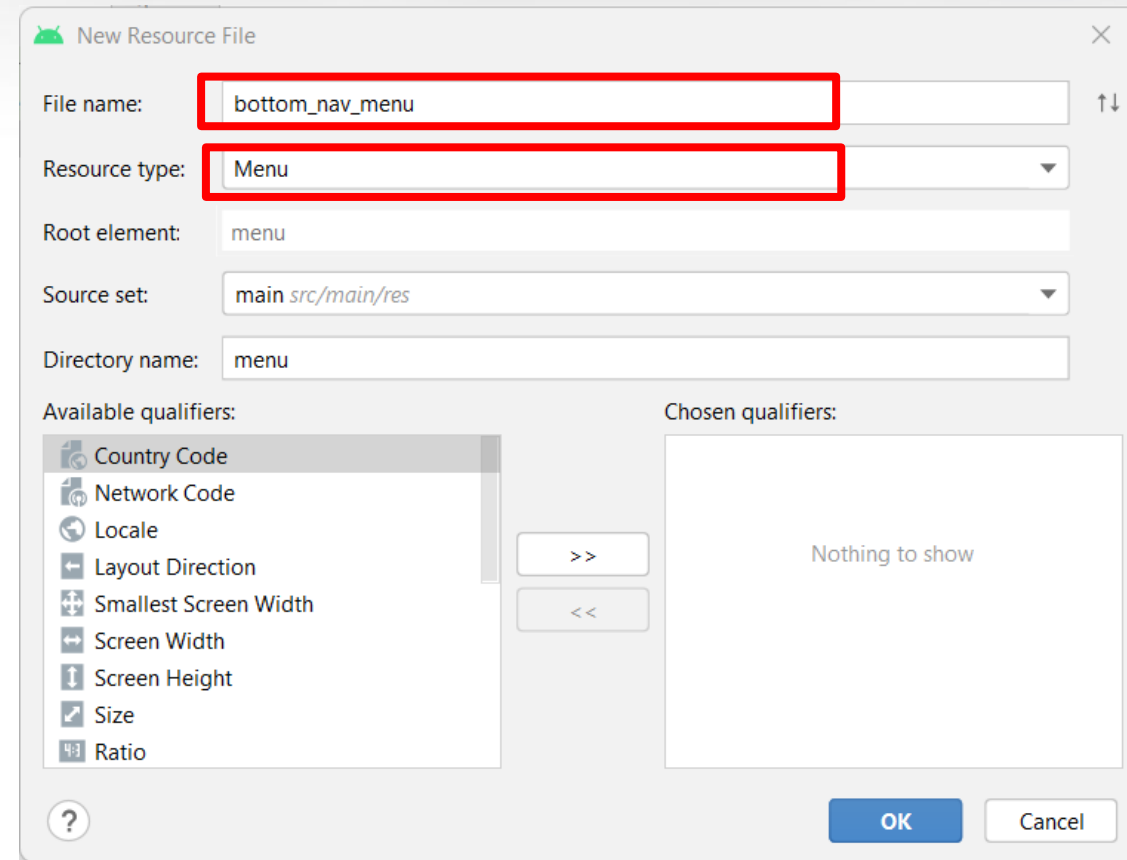 New Resource File
File name: bottom_nav_menu
Resource type: Menu
Root element: menu
Source set: main src/main/res
Directory name: menu
Available qualifiers: Chosen qualifiers:
Country Code
Network Code
Locale
Layout Direction
Smallest Screen Width
Screen Width
Screen Height
Size
Ratio
>>
<<
Nothing to show
?
OK Cancel